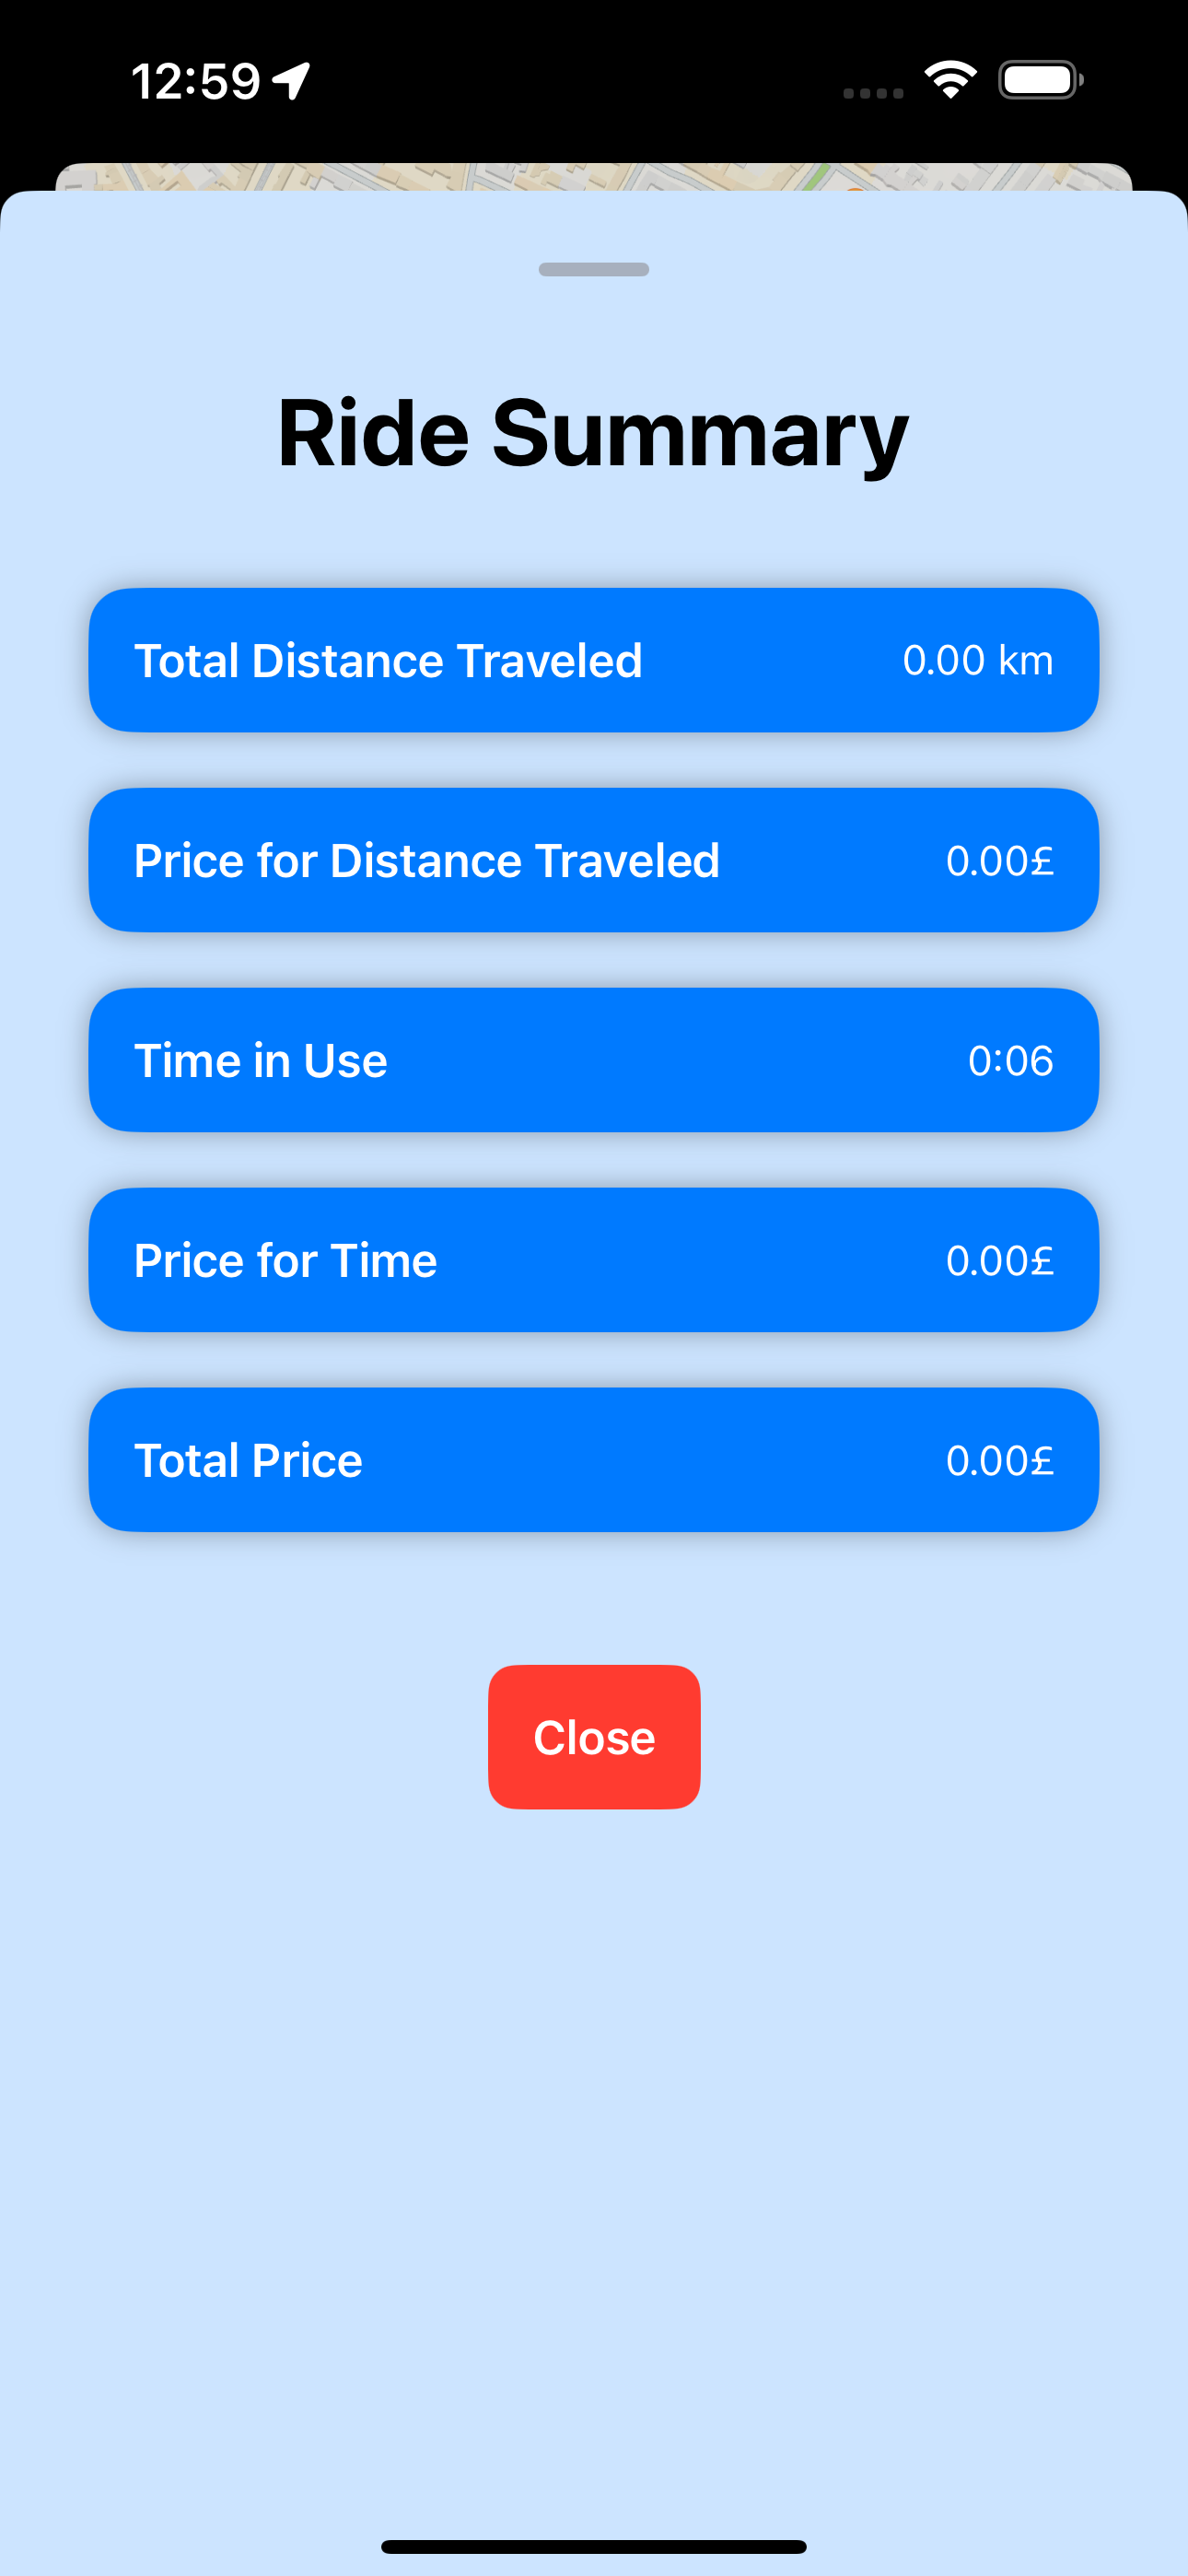 12:59
Ride Summary
Total Distance Traveled 0.00 km
Price for Distance Traveled 0.00£
Time in Use 0:06
Price for Time 0.00£
Total Price 0.00£
Close